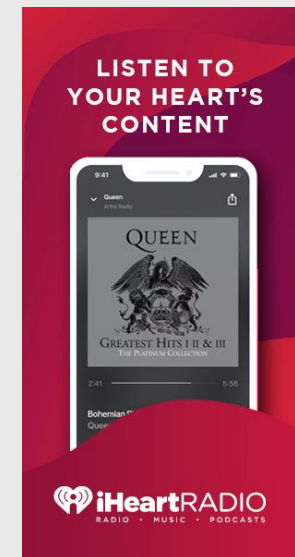 LISTEN TO
YOUR HEART'S
CONTENT
9:41
Queen
Artist Radio
QUEEN
GREATEST HITS I II & III
THE PLATINUM COLLECTION
2:41 5:56
Bohemian
Queen
iHeartRADIO
RADIO • MUSIC • PODCASTS